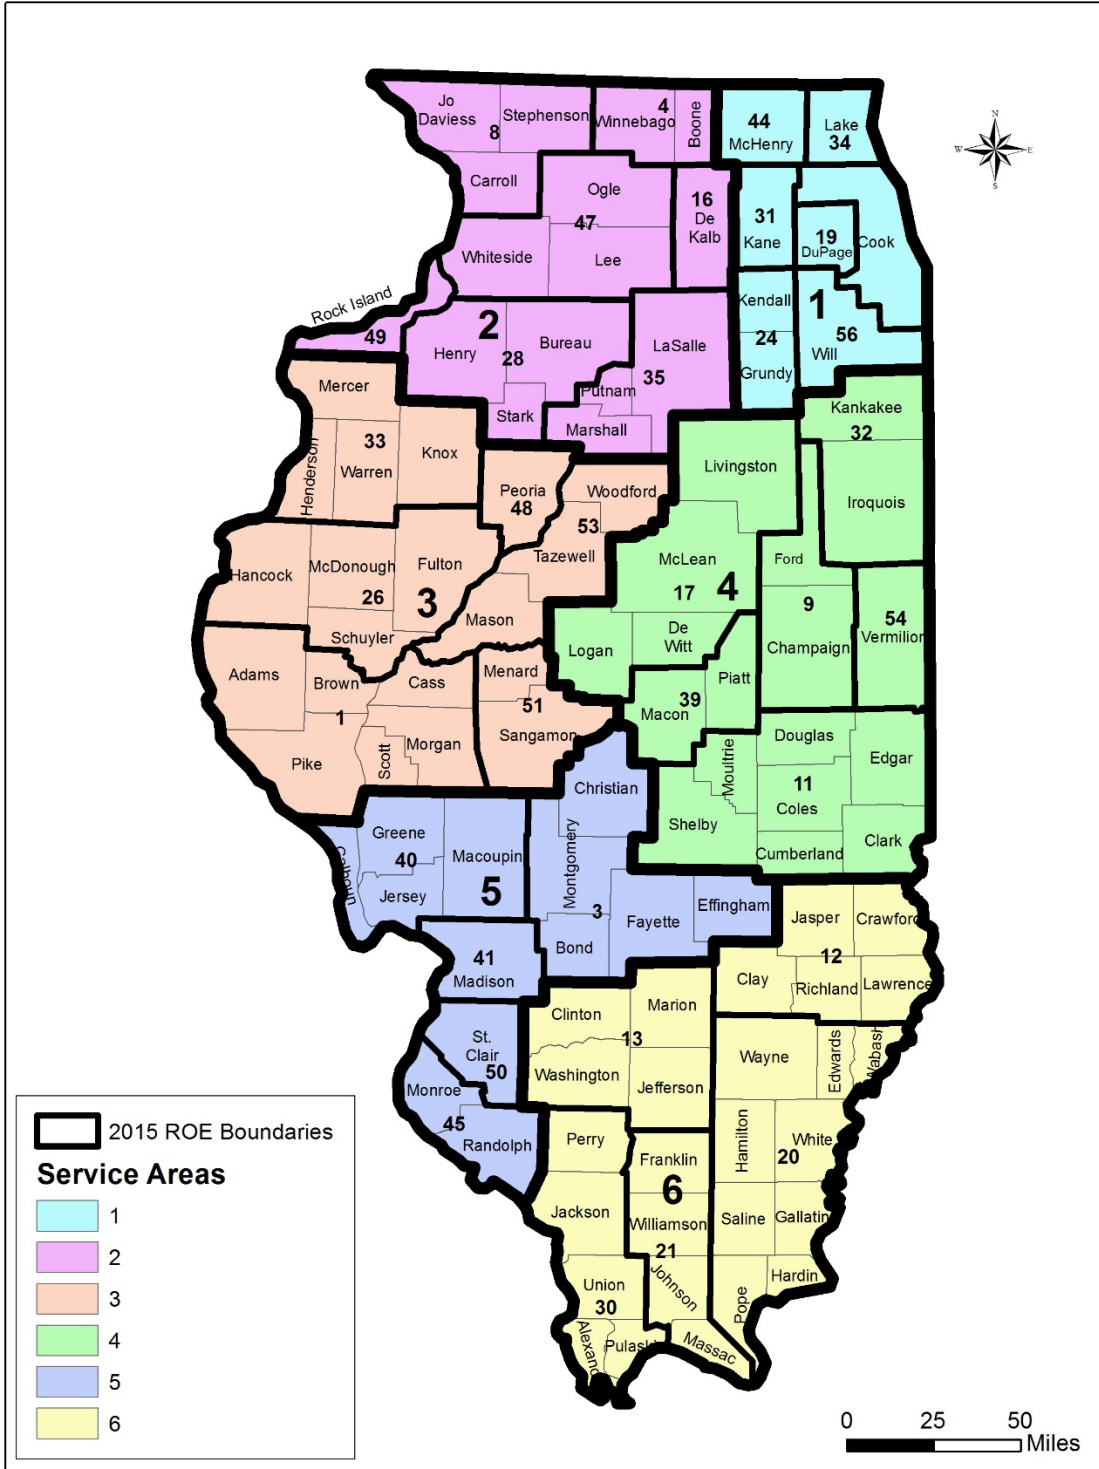 N
W E
S
Jo
Daviess
8
Stephenson
4
Winnebago
Boone
44
McHenry
Lake
34
Carroll
Ogle
47
16
De
Kalb
31
Kane
19
DuPage
Cook
Whiteside
Lee
Rock Island
49
2
Henry
28
Bureau
LaSalle
35
Putnam
Stark
Marshall
Kendall
24
Grundy
1
56
Will
Mercer
33
Henderson
Warren
Knox
Peoria
48
Woodford
53
Tazewell
Livingston
Kankakee
32
Iroquois
Hancock
McDonough
26
Fulton
3
Schuyler
Mason
McLean
17
4
Ford
9
Champaign
54
Vermilion
Logan
De
Witt
Piatt
39
Macon
Adams
Brown
1
Cass
Menard
51
Sangamon
Pike
Scott
Morgan
Christian
Moultrie
Douglas
Edgar
11
Coles
Shelby
Cumberland
Clark
Calhoun
Greene
40
Jersey
Macoupin
5
Montgomery
3
Bond
Fayette
Effingham
Jasper
Crawford
12
Clay
Richland
Lawrence
41
Madison
Clinton
Marion
13
Washington
Jefferson
St.
Clair
50
Monroe
45
Randolph
Wayne
Edwards
Wabash
Perry
Franklin
6
Williamson
21
Hamilton
White
20
Jackson
Saline
Gallatin
Union
30
Johnson
Pope
Hardin
Alexand
Pulaski
Massac
2015 ROE Boundaries
Service Areas
1
2
3
4
5
6
0 25 50
Miles